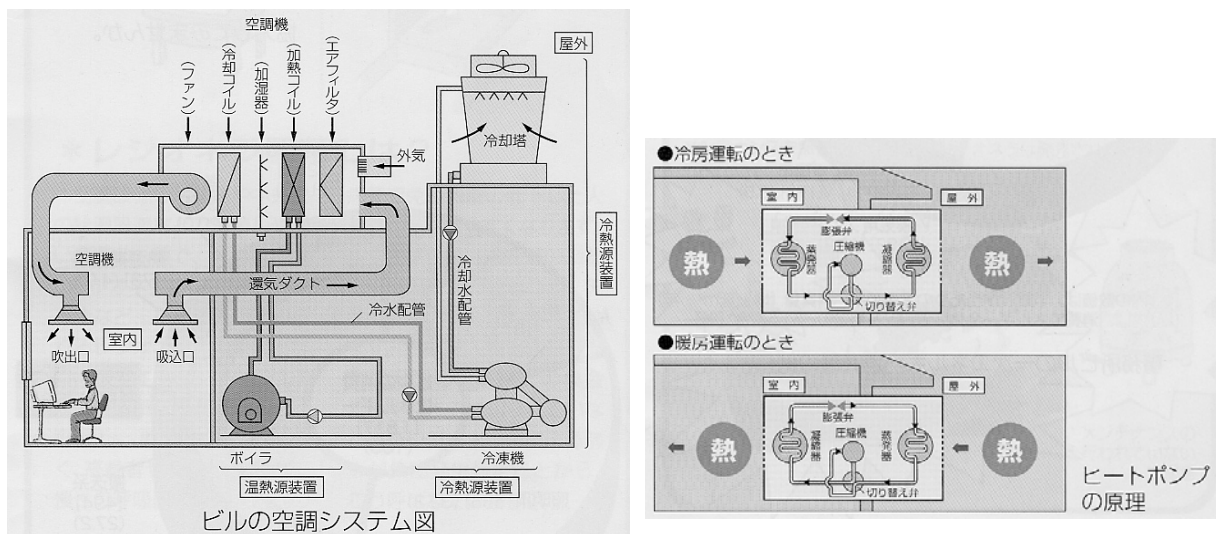 空調機
(ファン)
(冷却コイル)
(加湿器)
(加熱コイル)
(エアフィルタ)
屋外
冷却塔
外気
冷熱源装置
空調機
還気ダクト
冷却水配管
冷水配管
吹出口
室内
吸込口
ボイラ
冷凍機
温熱源装置
冷熱源装置
ビルの空調システム図
●冷房運転のとき
室内
屋外
膨張弁
熱
蒸発器
圧縮機
凝縮器
熱
切り替え弁
●暖房運転のとき
室内
屋外
膨張弁
熱
凝縮器
圧縮機
蒸発器
熱
切り替え弁
ヒートポンプ
の原理